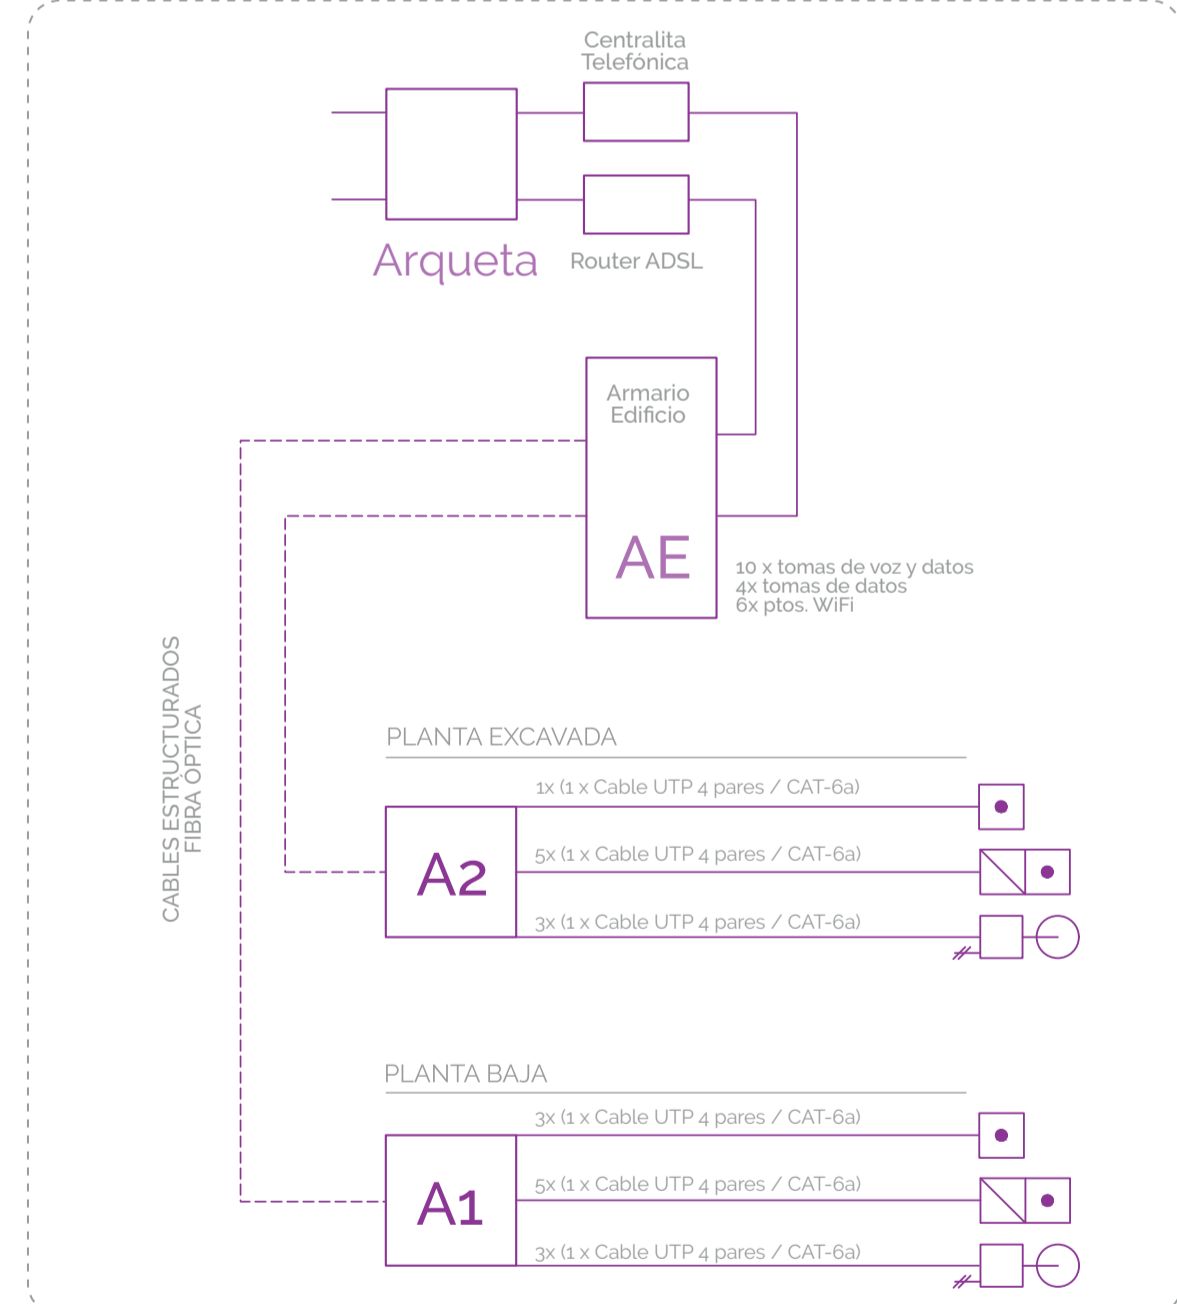 Centralita
Telefónica
Arqueta
Router ADSL
Armario
Edificio
AE
10 x tomas de voz y datos
4x tomas de datos
6x ptos. WiFi
CABLES ESTRUCTURADOS
FIBRA ÓPTICA
PLANTA EXCAVADA
1x (1 x Cable UTP 4 pares / CAT-6a)
A2
5x (1 x Cable UTP 4 pares / CAT-6a)
3x (1 x Cable UTP 4 pares / CAT-6a)
PLANTA BAJA
3x (1 x Cable UTP 4 pares / CAT-6a)
A1
5x (1 x Cable UTP 4 pares / CAT-6a)
3x (1 x Cable UTP 4 pares / CAT-6a)